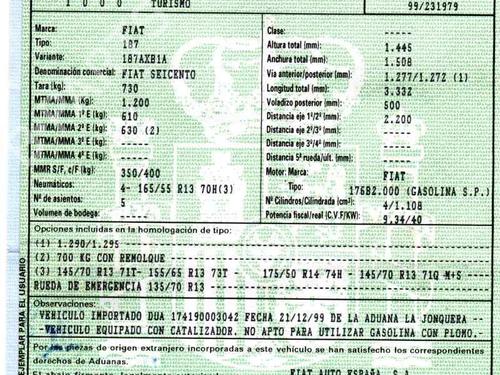 1 0 0 0 TURISMO 99/231979
Marca: FIAT Clase: -----
Tipo: 187 Altura total (mm): 1.445
Variante: 187AXB1A Anchura total (mm): 1.508
Denominación comercial: FIAT SEICENTO Vía anterior/posterior (mm): 1.277/1.272 (1)
Tara (kg): 730 Longitud total (mm): 3.332
MTMA/MMA (kg): 1.200 Voladizo posterior (mm): 500
MTMA/MMA 1º E (kg): 610 Distancia eje 1º/2º (mm): 2.200
MTMA/MMA 2º E (kg): 630 (2) Distancia eje 2º/3º (mm): -----
MTMA/MMA 3º E (kg): ----- Distancia eje 3º/4º (mm): -----
MTMA/MMA 4º E (kg): ----- Distancia 5ª rueda/últ. (mm): -----
MMR S/F, c/F (kg): 350/400 Motor: Marca: FIAT
Neumáticos: 4- 165/55 R13 70H(3) Tipo: 176B2.000 (GASOLINA S.P.)
Nº de asientos: 5 Nº Cilindros/Cilindrada (cm³): 4/1.108
Volumen de bodega: ----- Potencia fiscal/real (C.V.F/KW): 9.34/40
Opciones incluidas en la homologación de tipo:
(1) 1.290/1.295
(2) 700 KG CON REMOLQUE
(3) 145/70 R13 71T- 155/65 R13 73T - 175/50 R14 74H - 145/70 R13 71Q M+S
RUEDA DE EMERGENCIA 135/70 R13
Observaciones:
VEHICULO IMPORTADO DUA 174190003042 FECHA 21/12/99 DE LA ADUANA LA JONQUERA --
--VEHICULO EQUIPADO CON CATALIZADOR. NO APTO PARA UTILIZAR GASOLINA CON PLOMO.-
Por las piezas de origen extranjero incorporadas a este vehículo se han satisfecho los correspondientes
derechos de Aduanas.
FIAT AUTO ESPAÑA, S.A.
EJEMPLAR PARA EL USUARIO